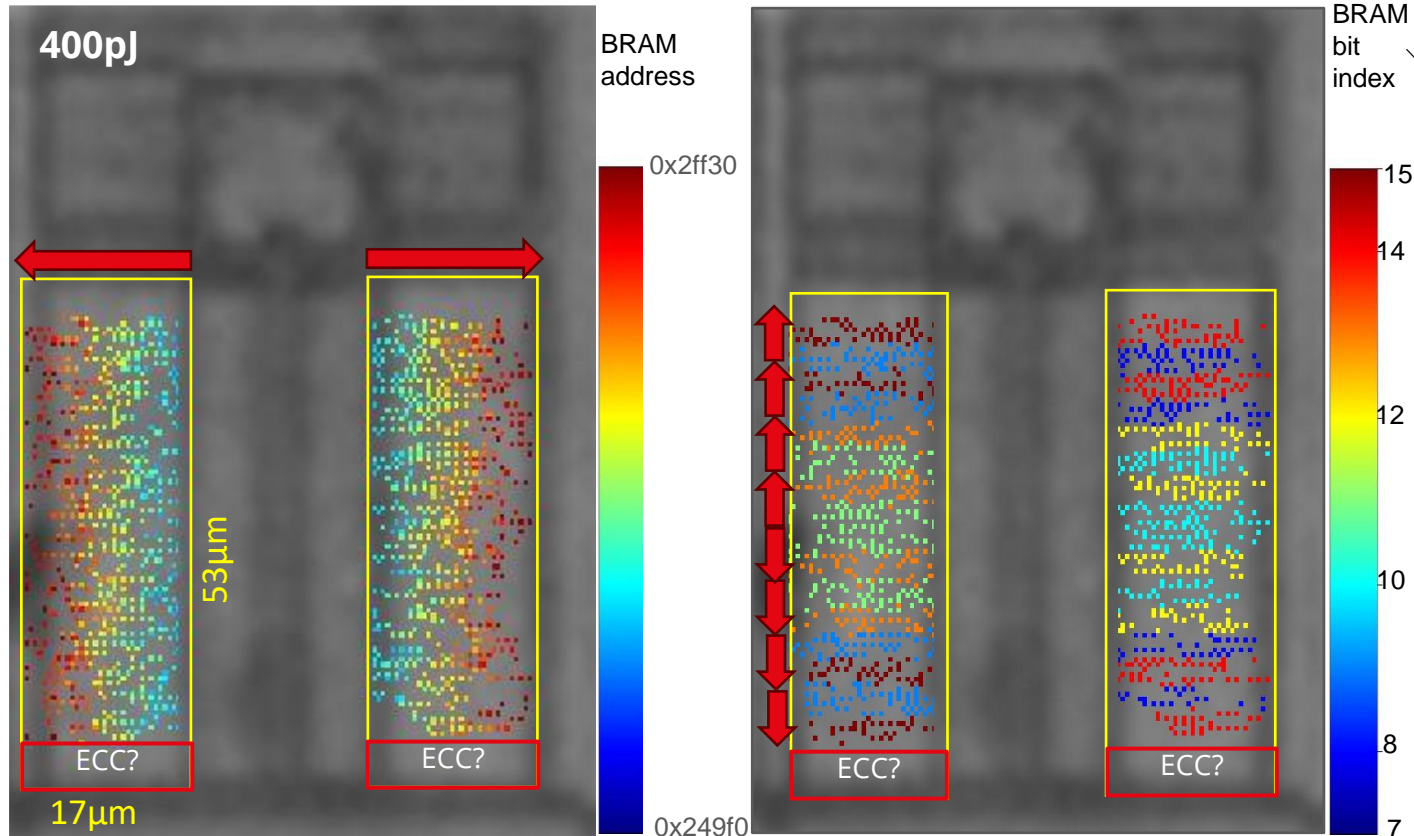 400pJ
BRAM
address
0x2ff30
0x249f0
53µm
17µm
ECC?
ECC?
BRAM
bit
index
15
14
12
10
8
7
ECC?
ECC?